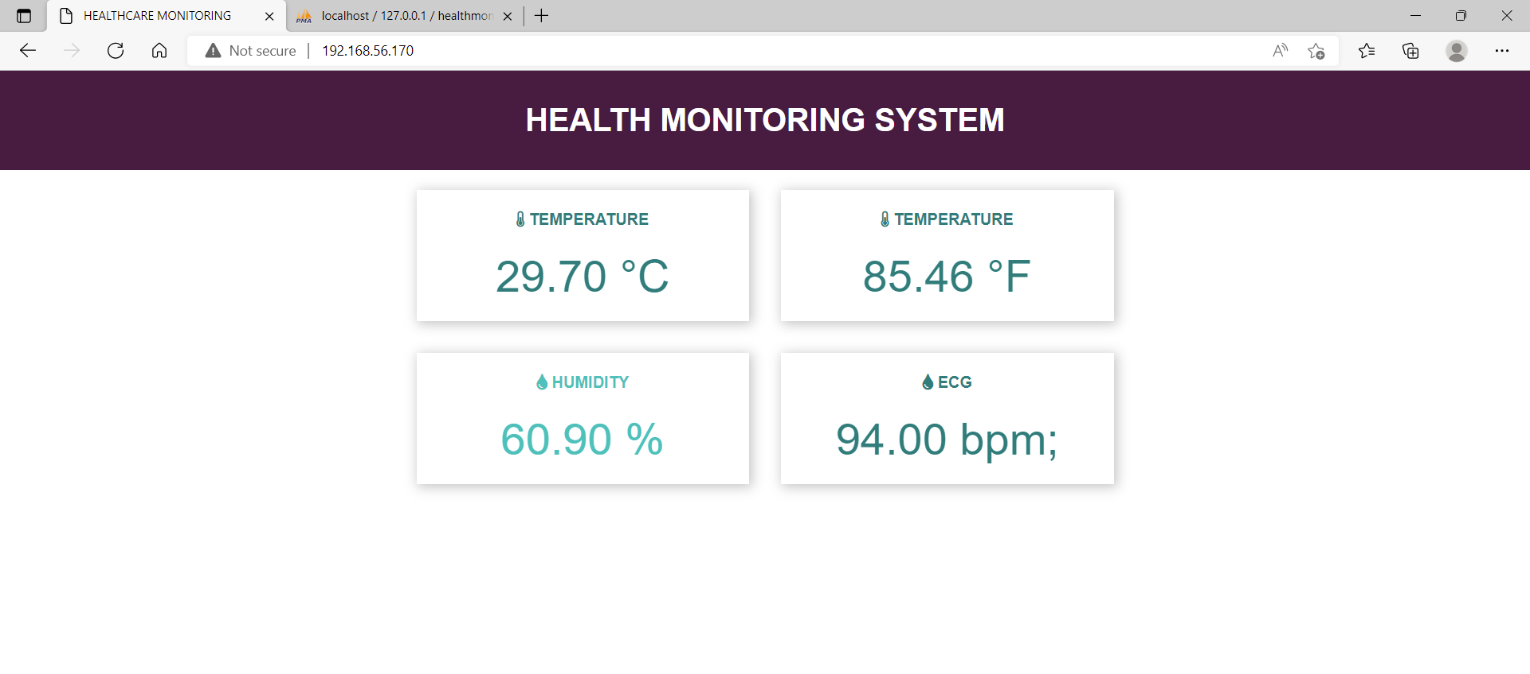 HEALTHCARE MONITORING
localhost / 127.0.0.1 / healthmon
Not secure | 192.168.56.170
HEALTH MONITORING SYSTEM
TEMPERATURE
29.70 °C
TEMPERATURE
85.46 °F
HUMIDITY
60.90 %
ECG
94.00 bpm;